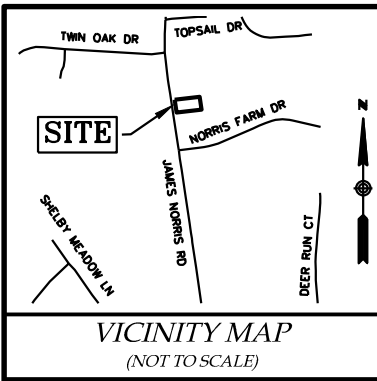 TWIN OAK DR
TOPSAIL DR
SITE
NORRIS FARM DR
N
JAMES NORRIS RD
SHELBY MEADOW LN
DEER RUN CT
VICINITY MAP
(NOT TO SCALE)